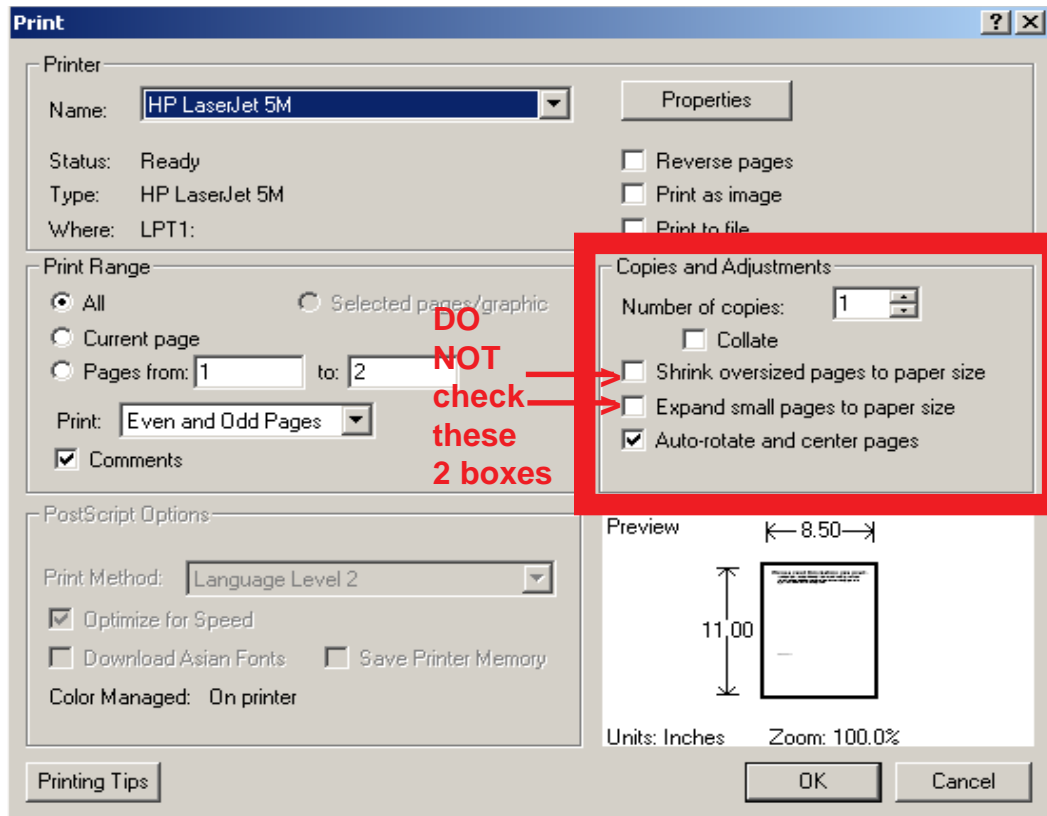 Print
Printer
Name: HP LaserJet 5M
Properties
Status: Ready
Reverse pages
Type: HP LaserJet 5M
Print as image
Where: LPT1:
Print to file
Print Range
All
Selected pages/graphic
Current page
Pages from: 1 to: 2
Print: Even and Odd Pages
Comments
DO
NOT
check
these
2 boxes
Copies and Adjustments
Number of copies: 1
Collate
Shrink oversized pages to paper size
Expand small pages to paper size
Auto-rotate and center pages
PostScript Options
Print Method: Language Level 2
Optimize for Speed
Download Asian Fonts Save Printer Memory
Color Managed: On printer
Preview
8.50
11.00
Units: Inches Zoom: 100.0%
Printing Tips
OK
Cancel